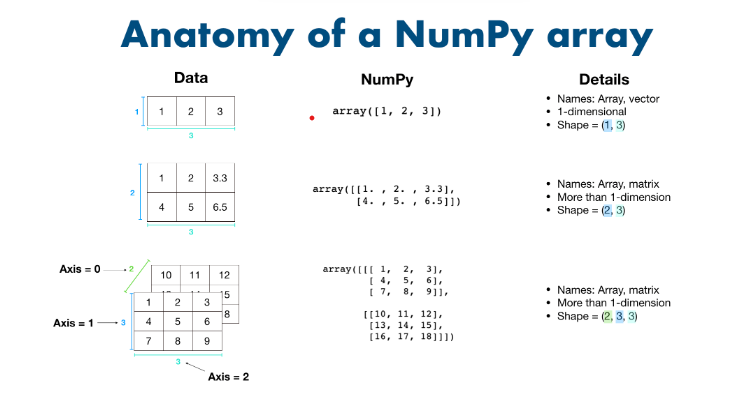 Anatomy of a NumPy array
Data
NumPy
Details
1
1 2 3
3
array([1, 2, 3])
• Names: Array, vector
• 1-dimensional
• Shape = (1, 3)
2
1 2 3.3
4 5 6.5
3
array([[1. , 2. , 3.3],
[4. , 5. , 6.5]])
• Names: Array, matrix
• More than 1-dimension
• Shape = (2, 3)
Axis = 0
2
10 11 12
15
8
Axis = 1
3
1 2 3
4 5 6
7 8 9
3
Axis = 2
array([[[ 1, 2, 3],
[ 4, 5, 6],
[ 7, 8, 9]],
[[10, 11, 12],
[13, 14, 15],
[16, 17, 18]]])
• Names: Array, matrix
• More than 1-dimension
• Shape = (2, 3, 3)